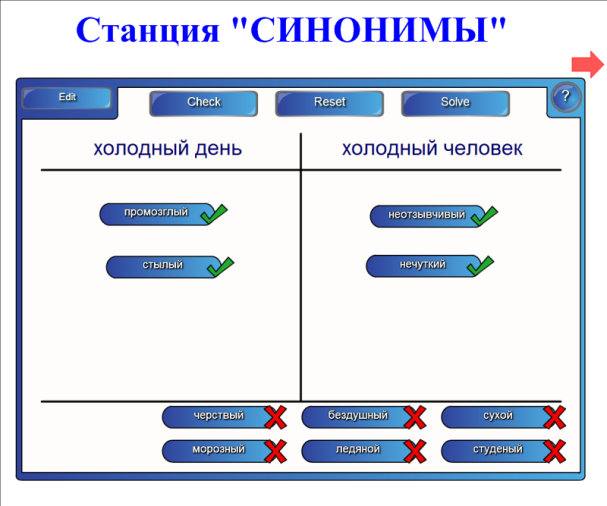 Станция "СИНОНИМЫ"
Edit
Check Reset Solve ?
холодный день холодный человек
промозглый неотзывчивый
стылый нечуткий
черствый бездушный сухой
морозный ледяной студеный